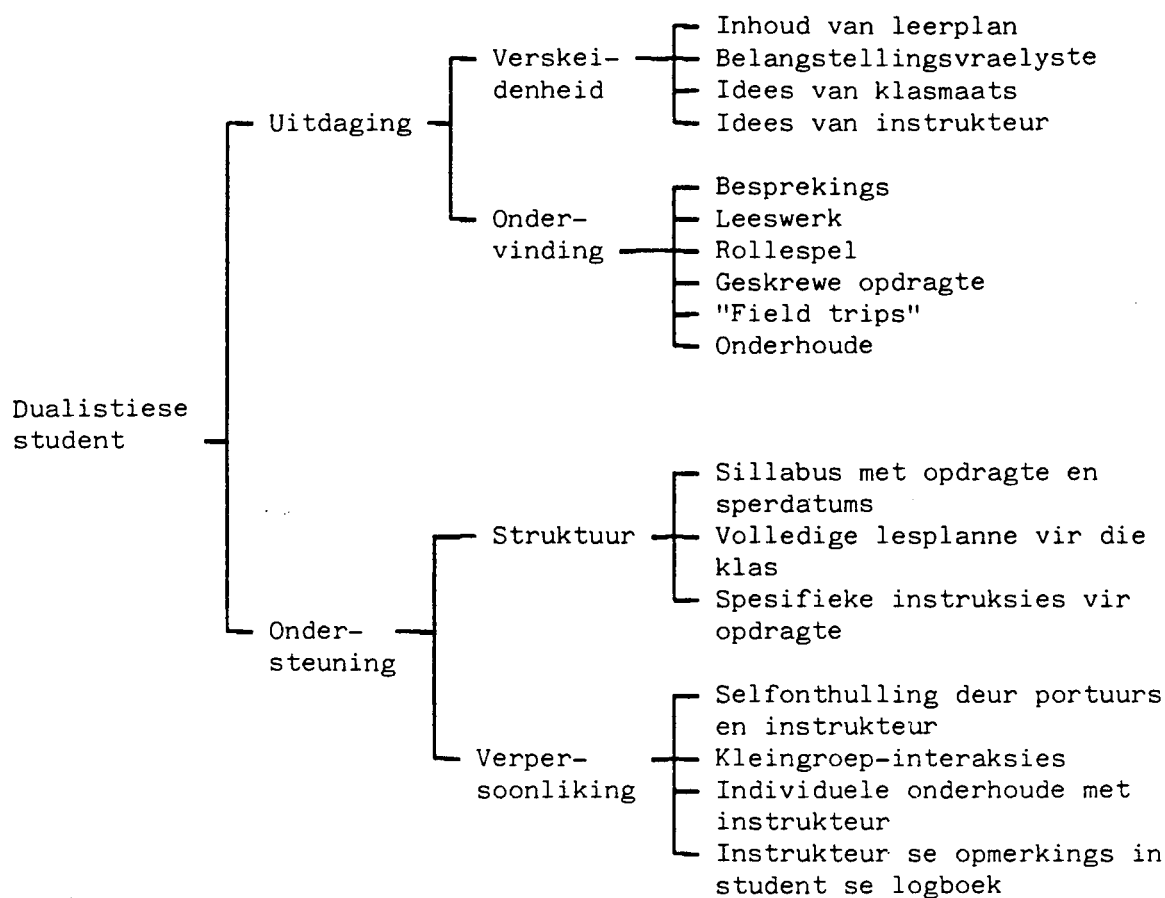 Dualistiese
student
Uitdaging
Verskei-
denheid
Inhoud van leerplan
Belangstellingsvraelyste
Idees van klasmaats
Idees van instrukteur
Onder-
vinding
Besprekings
Leeswerk
Rollespel
Geskrewe opdragte
"Field trips"
Onderhoude
Onder-
steuning
Struktuur
Sillabus met opdragte en
sperdatums
Volledige lesplanne vir die
klas
Spesifieke instruksies vir
opdragte
Verper-
soonliking
Selfonthulling deur portuurs
en instrukteur
Kleingroep-interaksies
Individuele onderhoude met
instrukteur
Instrukteur se opmerkings in
student se logboek